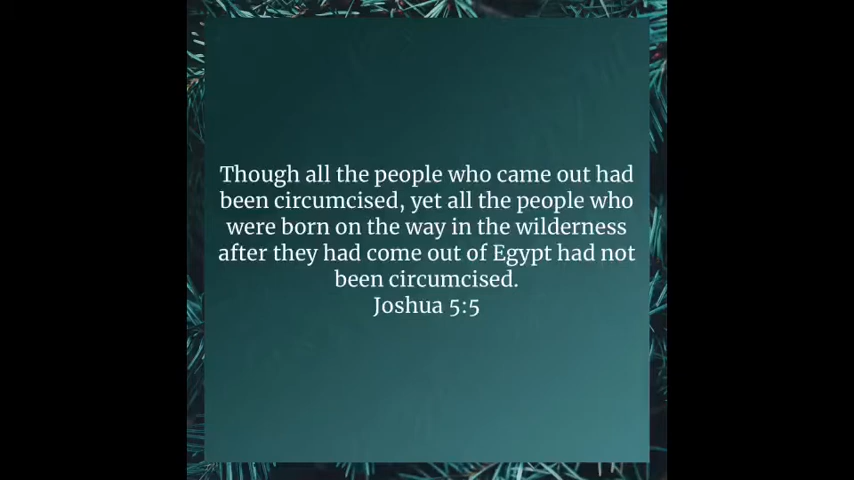 Though all the people who came out had
been circumcised, yet all the people who
were born on the way in the wilderness
after they had come out of Egypt had not
been circumcised.
Joshua 5:5